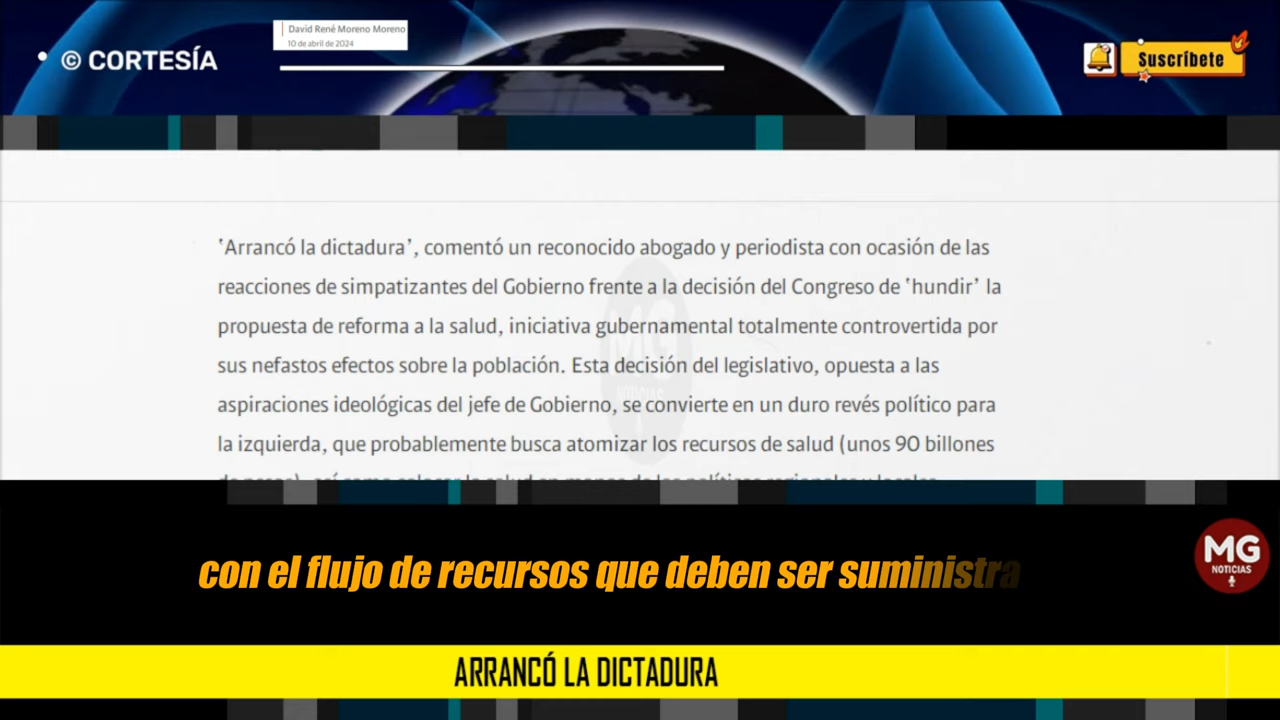 © CORTESÍA
David René Moreno Moreno
10 de abril de 2024
Suscríbete
‘Arrancó la dictadura’, comentó un reconocido abogado y periodista con ocasión de las
reacciones de simpatizantes del Gobierno frente a la decisión del Congreso de ‘hundir’ la
propuesta de reforma a la salud, iniciativa gubernamental totalmente controvertida por
sus nefastos efectos sobre la población. Esta decisión del legislativo, opuesta a las
aspiraciones ideológicas del jefe de Gobierno, se convierte en un duro revés político para
la izquierda, que probablemente busca atomizar los recursos de salud (unos 90 billones
con el flujo de recursos que deben ser suministra
MG
NOTICIAS
ARRANCÓ LA DICTADURA